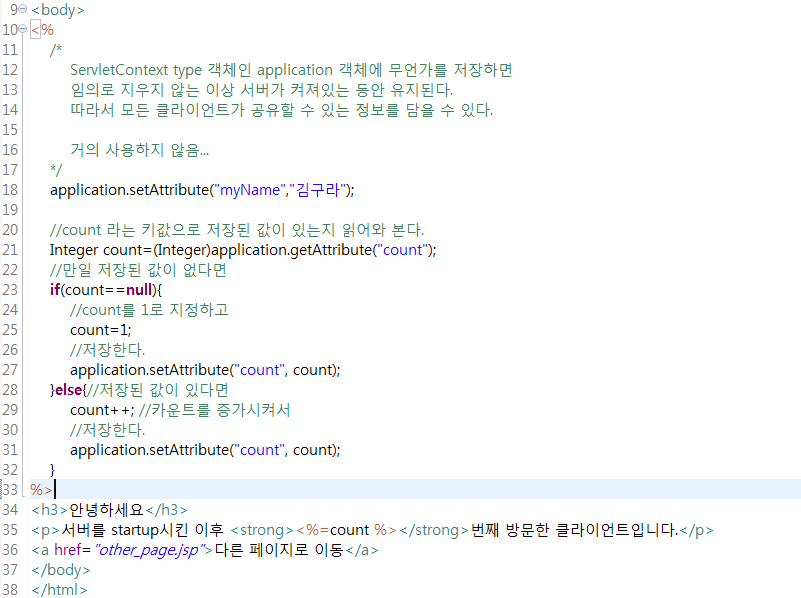 9 <body>
10 <%
11 /*
12 ServletContext type 객체인 application 객체에 무언가를 저장하면
13 임의로 지우지 않는 이상 서버가 켜져있는 동안 유지된다.
14 따라서 모든 클라이언트가 공유할 수 있는 정보를 담을 수 있다.
15
16 거의 사용하지 않음...
17 */
18 application.setAttribute("myName","김구라");
19
20 //count 라는 키값으로 저장된 값이 있는지 읽어와 본다.
21 Integer count=(Integer)application.getAttribute("count");
22 //만일 저장된 값이 없다면
23 if(count==null){
24 //count를 1로 지정하고
25 count=1;
26 //저장한다.
27 application.setAttribute("count", count);
28 }else{//저장된 값이 있다면
29 count++; //카운트를 증가시켜서
30 //저장한다.
31 application.setAttribute("count", count);
32 }
33 %>
34 <h3>안녕하세요</h3>
35 <p>서버를 startup시킨 이후 <strong><%=count %></strong>번째 방문한 클라이언트입니다.</p>
36 <a href="other_page.jsp">다른 페이지로 이동</a>
37 </body>
38 </html>